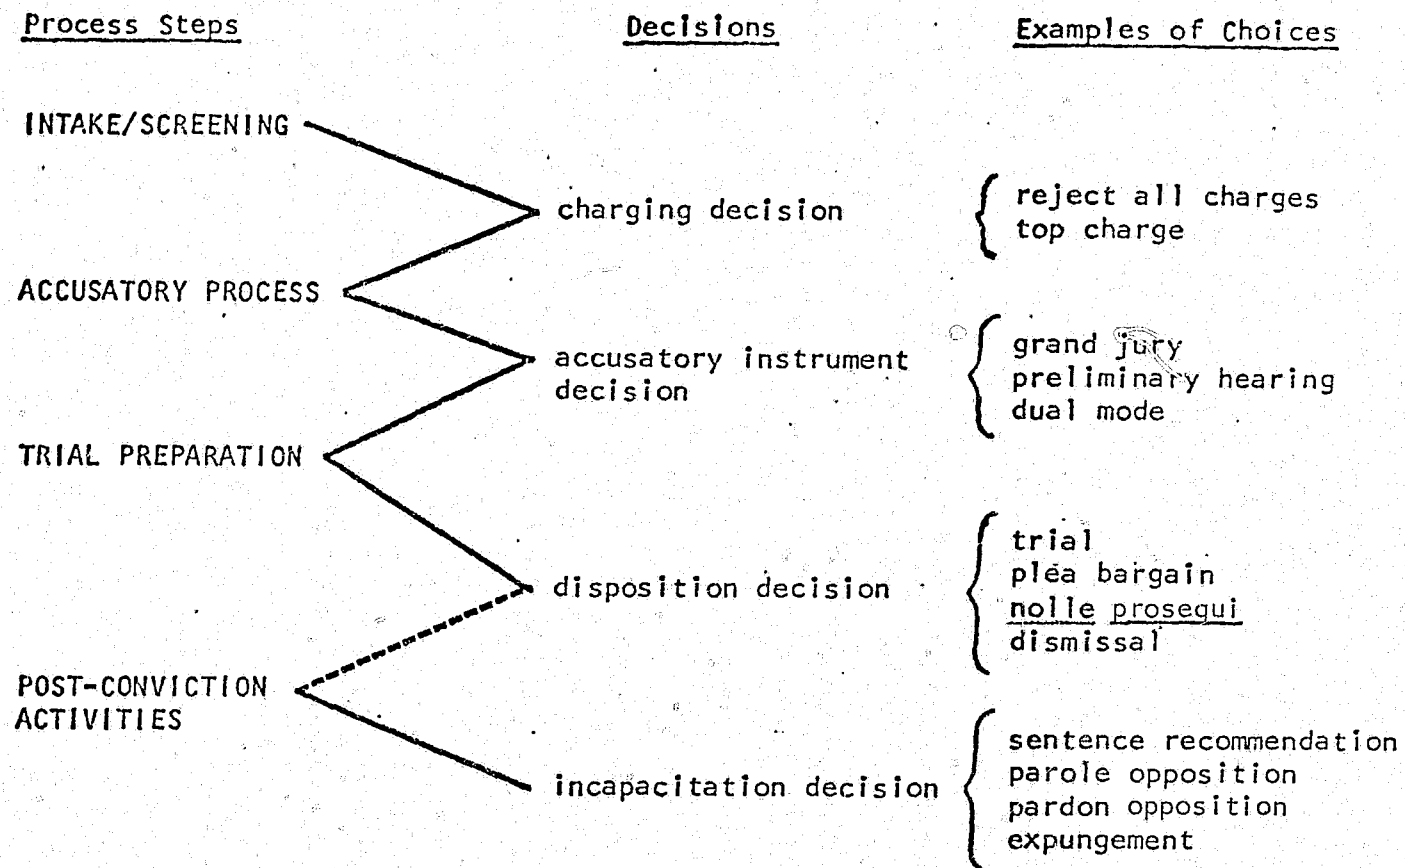 Process Steps
Decisions
Examples of Choices
INTAKE/SCREENING
charging decision
reject all charges
top charge
ACCUSATORY PROCESS
accusatory instrument
decision
grand jury
preliminary hearing
dual mode
TRIAL PREPARATION
disposition decision
trial
plea bargain
nolle prosequi
dismissal
POST-CONVICTION
ACTIVITIES
incapacitation decision
sentence recommendation
parole opposition
pardon opposition
expungement